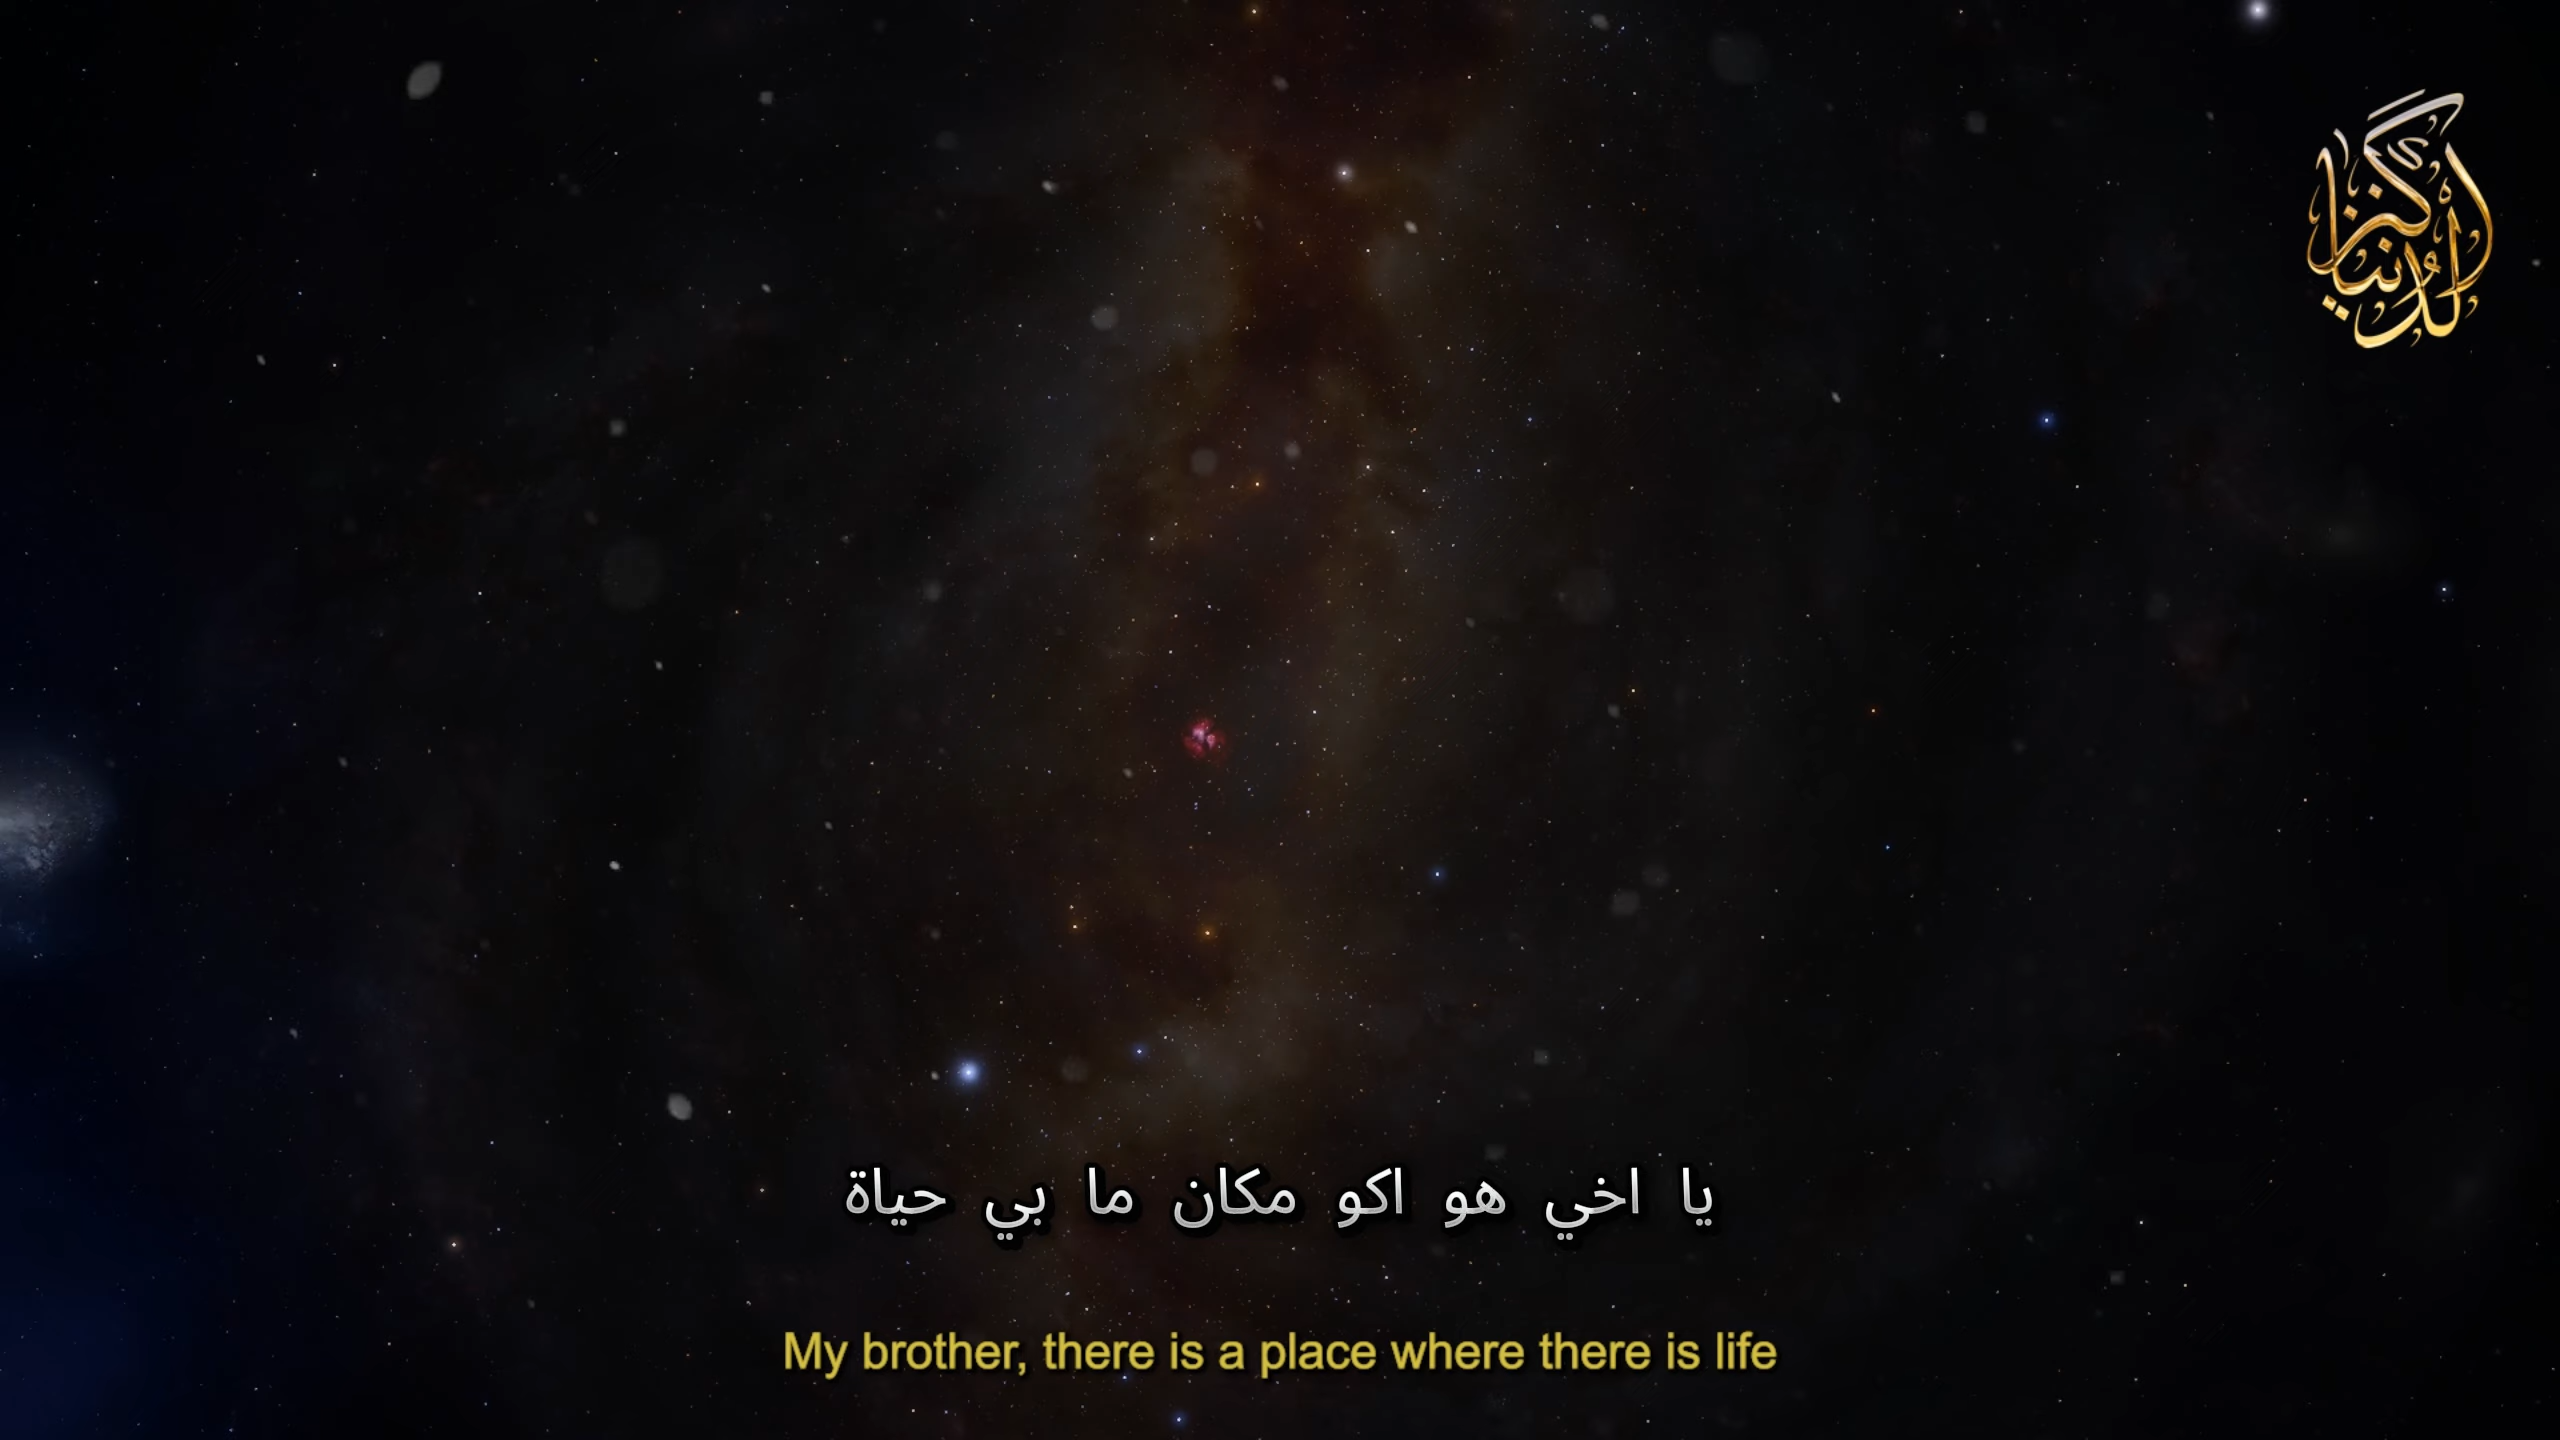 يا اخي هو اكو مكان ما بي حياة
My brother, there is a place where there is life